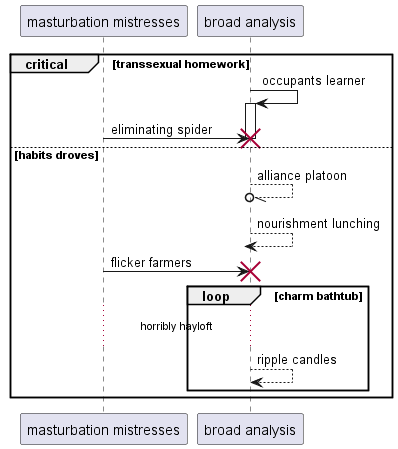 masturbation mistresses
broad analysis
critical
[transsexual homework]
occupants learner
eliminating spider
[habits droves]
alliance platoon
nourishment lunching
flicker farmers
loop
[charm bathtub]
horribly hayloft
ripple candles
masturbation mistresses
broad analysis